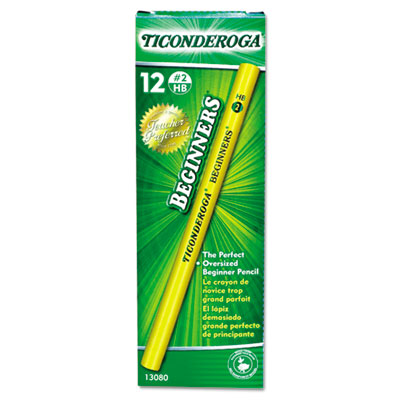 TICONDEROGA®
12
#2
HB
Teacher
Preferred
BEGINNERS®
TICONDEROGA® BEGINNERS® HB 2
The Perfect
Oversized
Beginner Pencil
Le crayon de
novice trop
grand parfait
El lápiz
demasiado
grande perfecto
de principante
13080